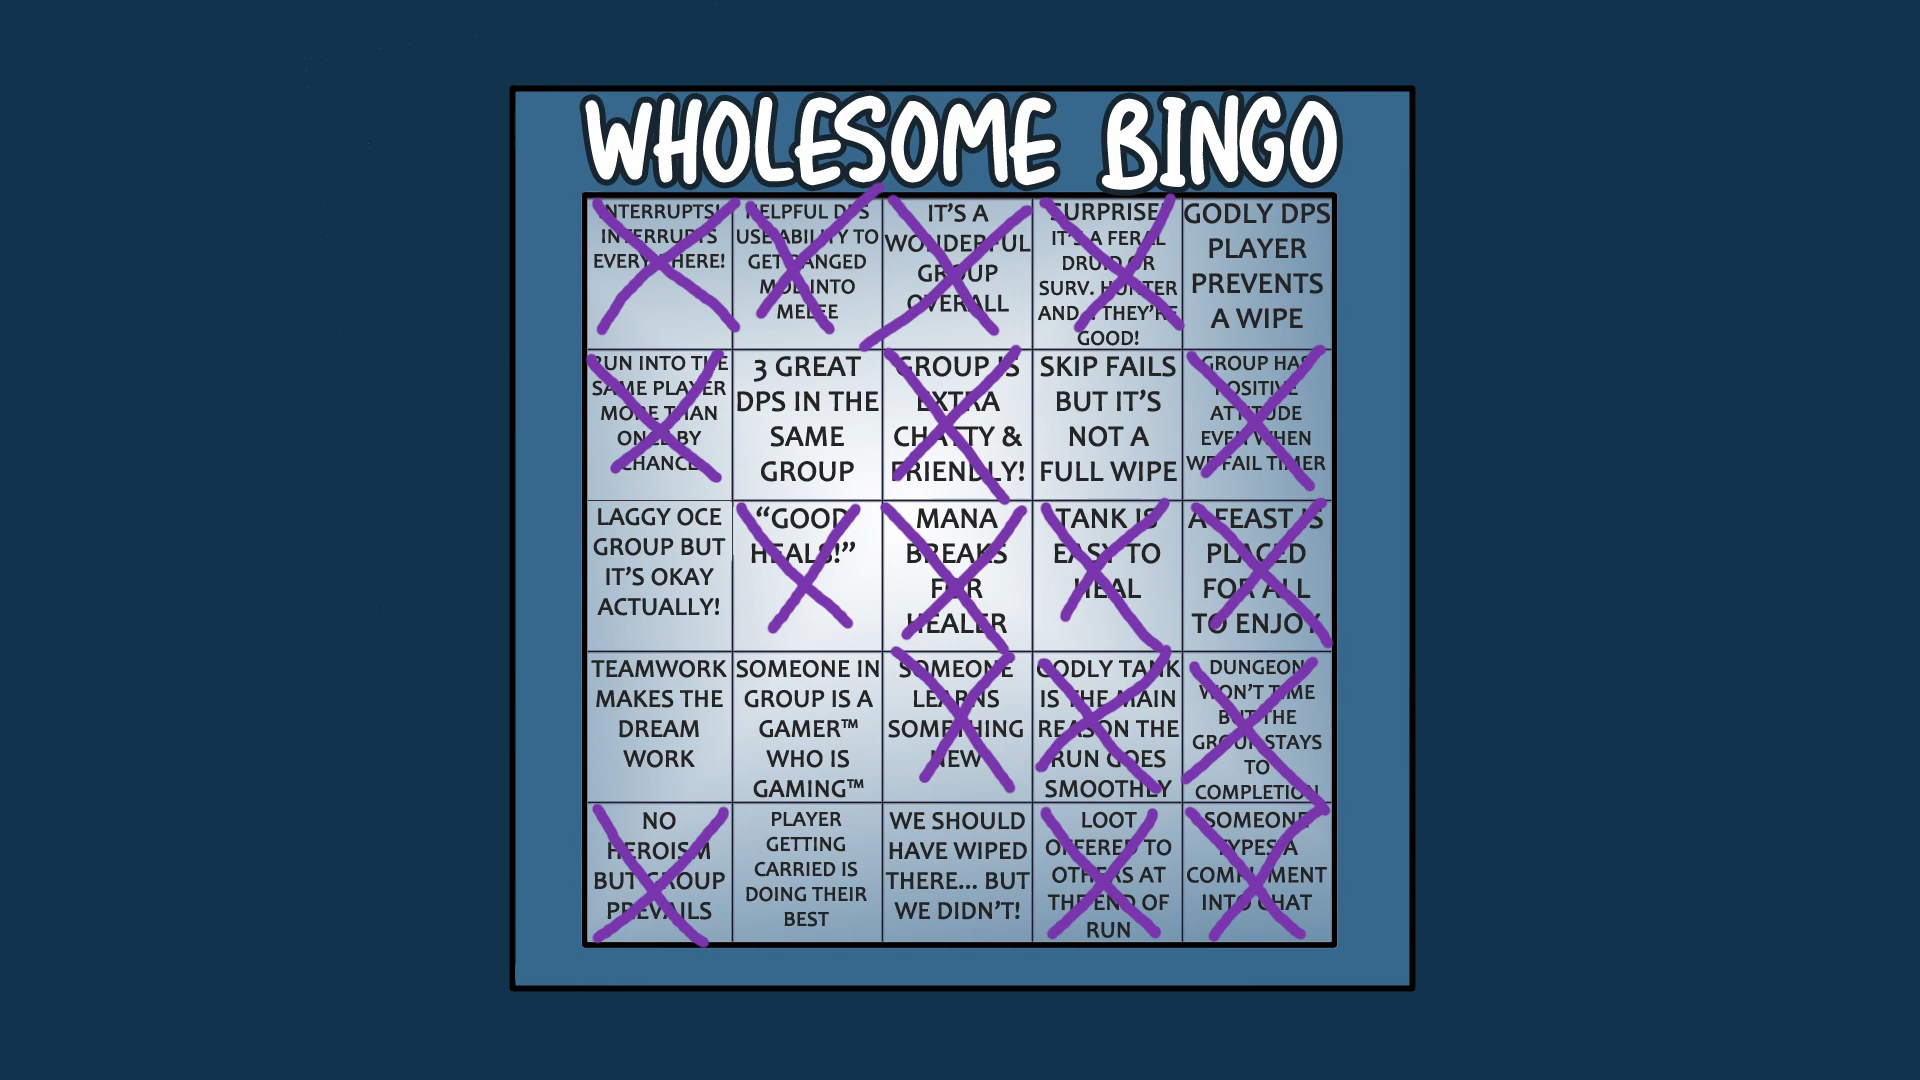 WHOLESOME BINGO
INTERRUPTS!
INTERRUPTS
EVERYWHERE!
HELPFUL DPS
USE ABILITY TO
GET RANGED
MOB INTO
MELEE
IT'S A
WONDERFUL
GROUP
OVERALL
SURPRISE!
IT'S A FERAL
DRUID OR
SURV. HUNTER
AND THEY'RE
GOOD!
GODLY DPS
PLAYER
PREVENTS
A WIPE
RUN INTO THE
SAME PLAYER
MORE THAN
ONCE BY
CHANCE
3 GREAT
DPS IN THE
SAME
GROUP
GROUP IS
EXTRA
CHATTY &
FRIENDLY!
SKIP FAILS
BUT IT'S
NOT A
FULL WIPE
GROUP HAS
POSITIVE
ATTITUDE
EVEN WHEN
WE FAIL TIMER
LAGGY OCE
GROUP BUT
IT'S OKAY
ACTUALLY!
“GOOD
HEALS!”
MANA
BREAKS
FOR
HEALER
TANK IS
EASY TO
HEAL
A FEAST IS
PLACED
FOR ALL
TO ENJOY
TEAMWORK
MAKES THE
DREAM
WORK
SOMEONE IN
GROUP IS A
GAMER™
WHO IS
GAMING™
SOMEONE
LEARNS
SOMETHING
NEW
GODLY TANK
IS THE MAIN
REASON THE
RUN GOES
SMOOTHLY
DUNGEON
WON'T TIME
BUT THE
GROUP STAYS
TO
COMPLETION
NO
HEROISM
BUT GROUP
PREVAILS
PLAYER
GETTING
CARRIED IS
DOING THEIR
BEST
WE SHOULD
HAVE WIPED
THERE... BUT
WE DIDN'T!
LOOT
OFFERED TO
OTHERS AT
THE END OF
RUN
SOMEONE
TYPES A
COMPLIMENT
INTO CHAT